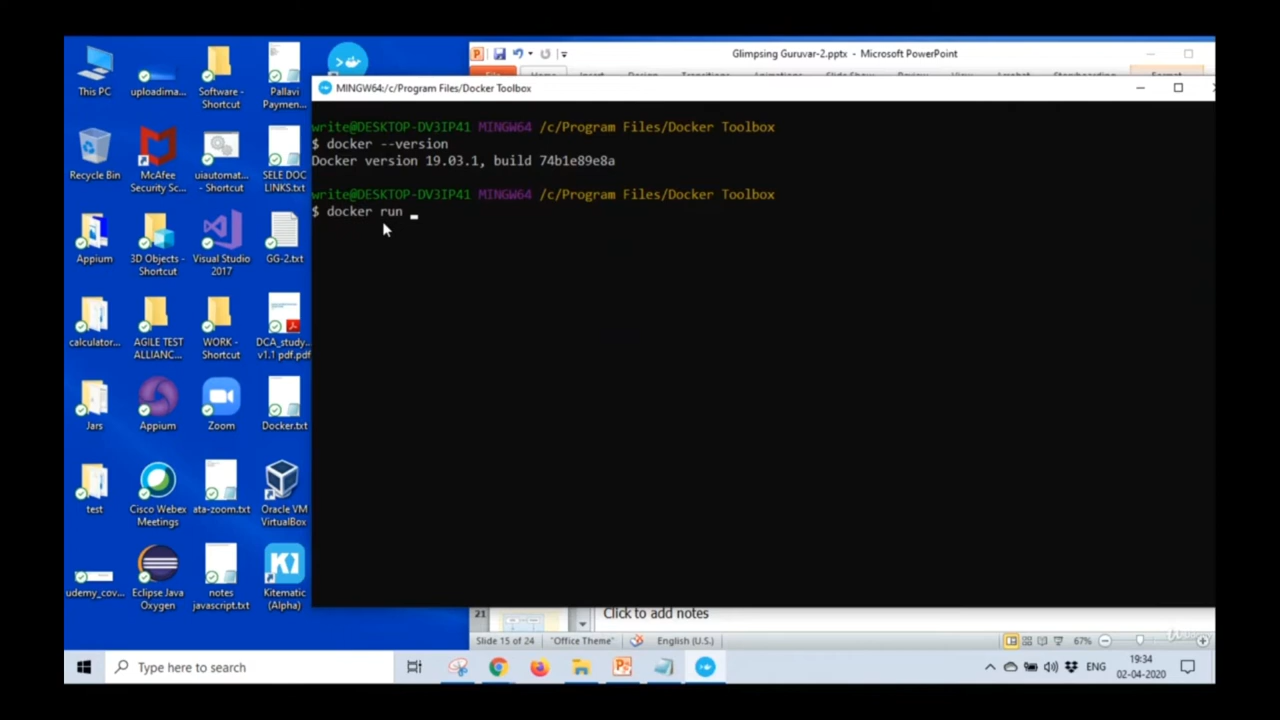 Glimpsing Guruvar-2.pptx - Microsoft PowerPoint
MINGW64:/c/Program Files/Docker Toolbox
write@DESKTOP-DV3IP41 MINGW64 /c/Program Files/Docker Toolbox
$ docker --version
Docker version 19.03.1, build 74b1e89e8a
write@DESKTOP-DV3IP41 MINGW64 /c/Program Files/Docker Toolbox
$ docker run
This PC
uploadima...
Software -
Shortcut
Pallavi
Paymen...
Recycle Bin
McAfee
Security Sc...
uiautomat...
- Shortcut
SELE DOC
LINKS.txt
Appium
3D Objects -
Shortcut
Visual Studio
2017
GG-2.txt
calculator...
AGILE TEST
ALLIANC...
WORK -
Shortcut
DCA_study...
v1.1 pdf.pdf
Jars
Appium
Zoom
Docker.txt
test
Cisco Webex
Meetings
ata-zoom.txt
Oracle VM
VirtualBox
udemy_cov...
Eclipse Java
Oxygen
notes
javascript.txt
Kitematic
(Alpha)
21
Click to add notes
Slide 15 of 24
"Office Theme"
English (U.S.)
67%
Type here to search
ENG
19:34
02-04-2020